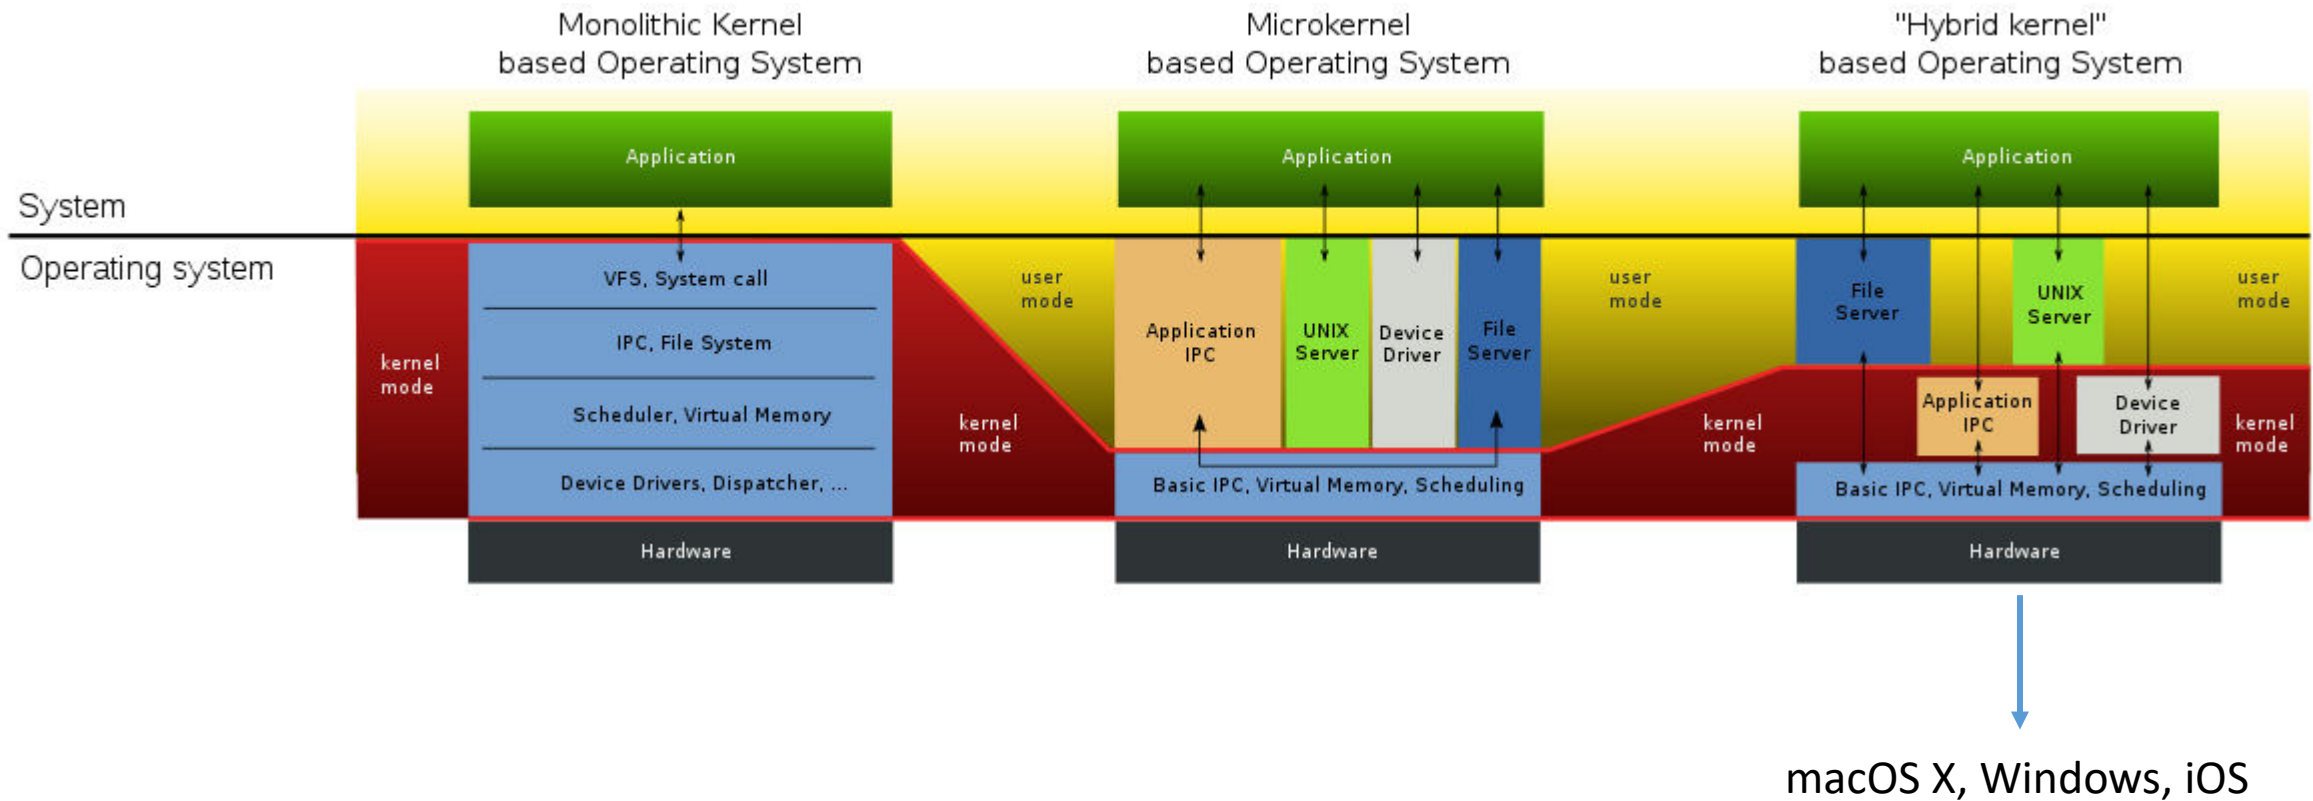 Monolithic Kernel
based Operating System
Microkernel
based Operating System
"Hybrid kernel"
based Operating System
System
Operating system
Application
VFS, System call
IPC, File System
Scheduler, Virtual Memory
Device Drivers, Dispatcher, ...
Hardware
kernel
mode
kernel
mode
user
mode
Application
Application
IPC
UNIX
Server
Device
Driver
File
Server
Basic IPC, Virtual Memory, Scheduling
Hardware
user
mode
kernel
mode
Application
File
Server
UNIX
Server
user
mode
Application
IPC
Device
Driver
kernel
mode
Basic IPC, Virtual Memory, Scheduling
Hardware
macOS X, Windows, iOS